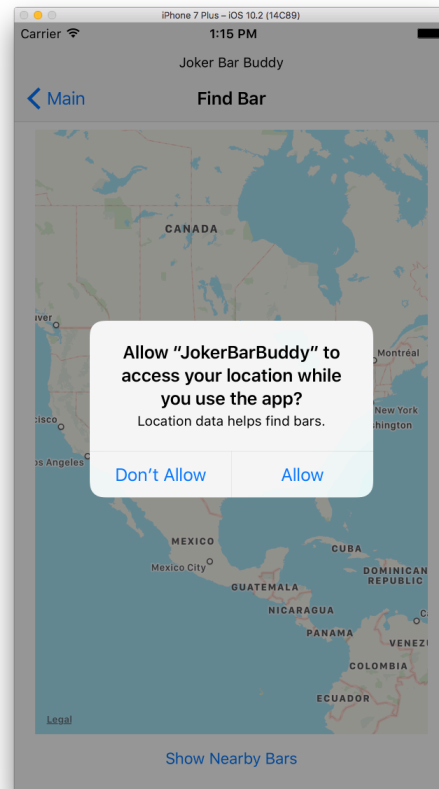 iPhone 7 Plus – iOS 10.2 (14C89)
Carrier 1:15 PM
Joker Bar Buddy
Main Find Bar
CANADA
uver
Montréal
Allow “JokerBarBuddy” to
access your location while
you use the app?
Location data helps find bars.
New York
cisco
shington
os Angeles
Don’t Allow Allow
MEXICO
CUBA
Mexico City
DOMINICAN
REPUBLIC
GUATEMALA
NICARAGUA
C
PANAMA
VENEZ
COLOMBIA
ECUADOR
Legal
Show Nearby Bars